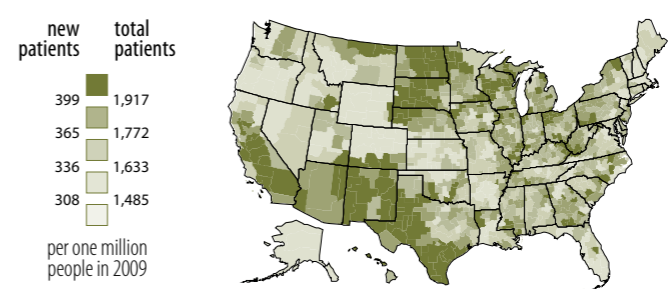 new total
patients patients
399 1,917
365 1,772
336 1,633
308 1,485
per one million
people in 2009